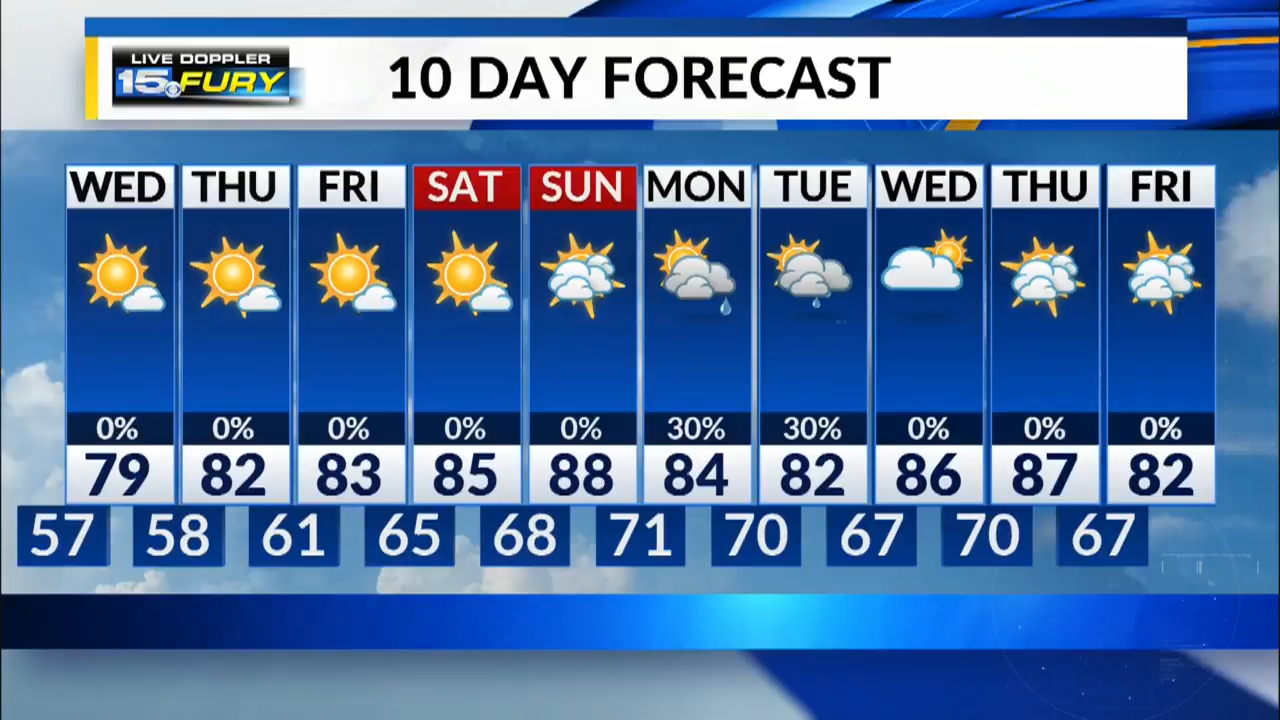 LIVE DOPPLER
15 FURY
10 DAY FORECAST
WED THU FRI SAT SUN MON TUE WED THU FRI
0% 0% 0% 0% 0% 30% 30% 0% 0% 0%
79 82 83 85 88 84 82 86 87 82
57 58 61 65 68 71 70 67 70 67